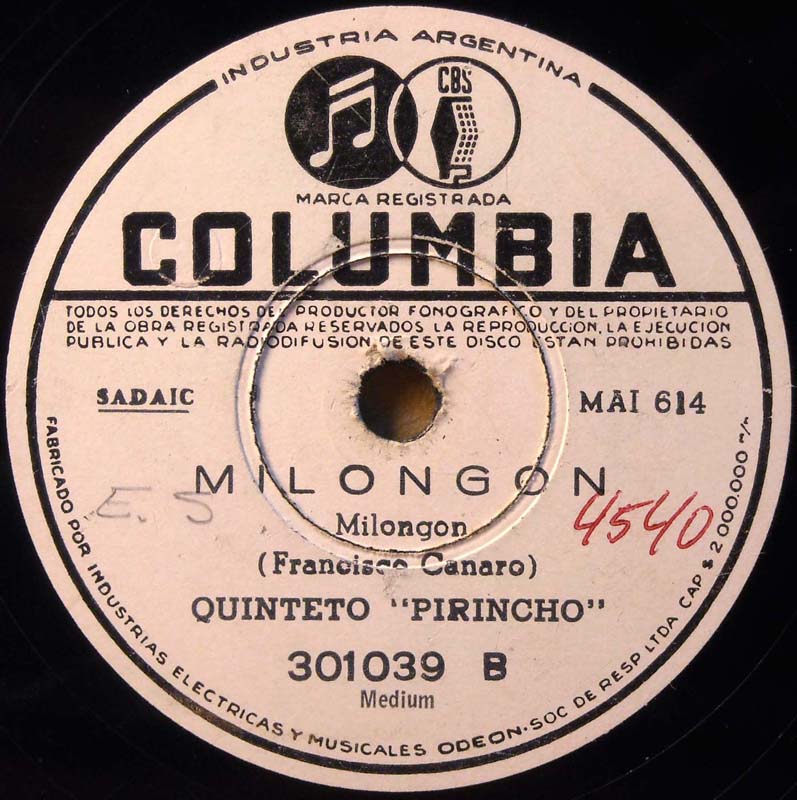 INDUSTRIA ARGENTINA
CBS
MARCA REGISTRADA
COLUMBIA
TODOS LOS DERECHOS DEL PRODUCTOR FONOGRAFICO Y DEL PROPIETARIO
DE LA OBRA REGISTRADA RESERVADOS LA REPRODUCCION, LA EJECUCION
PUBLICA Y LA RADIODIFUSION DE ESTE DISCO ESTAN PROHIBIDAS
SADAIC
MAI 614
MILONGON
E. S
Milongon
4540
(Francisco Canaro)
QUINTETO "PIRINCHO"
301039 B
Medium
FABRICADO POR INDUSTRIAS ELECTRICAS Y MUSICALES ODEON·SOC DE RESP LTDA CAP $ 2 000.000 m/n